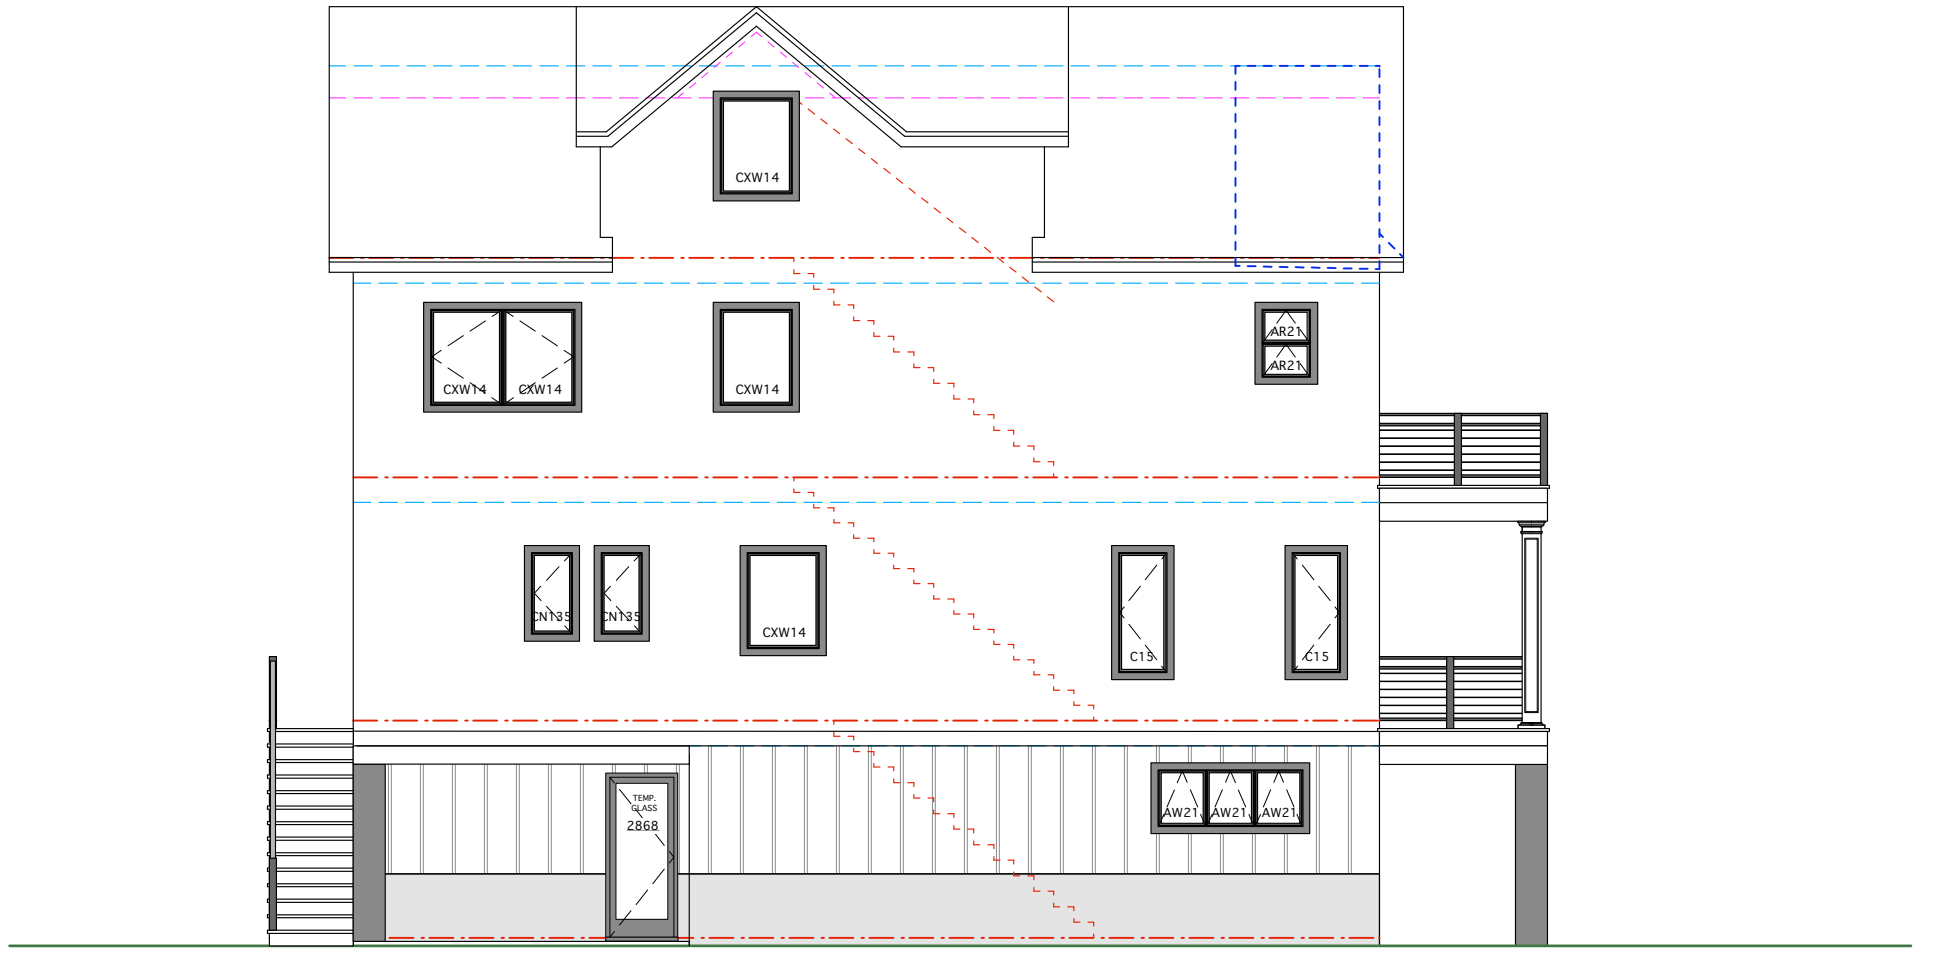 CXW14
CXW14 CXW14
CXW14
AR21
AR21
CN135 CN135
CXW14
C15
C15
TEMP.
GLASS
2868
AW21 AW21 AW21